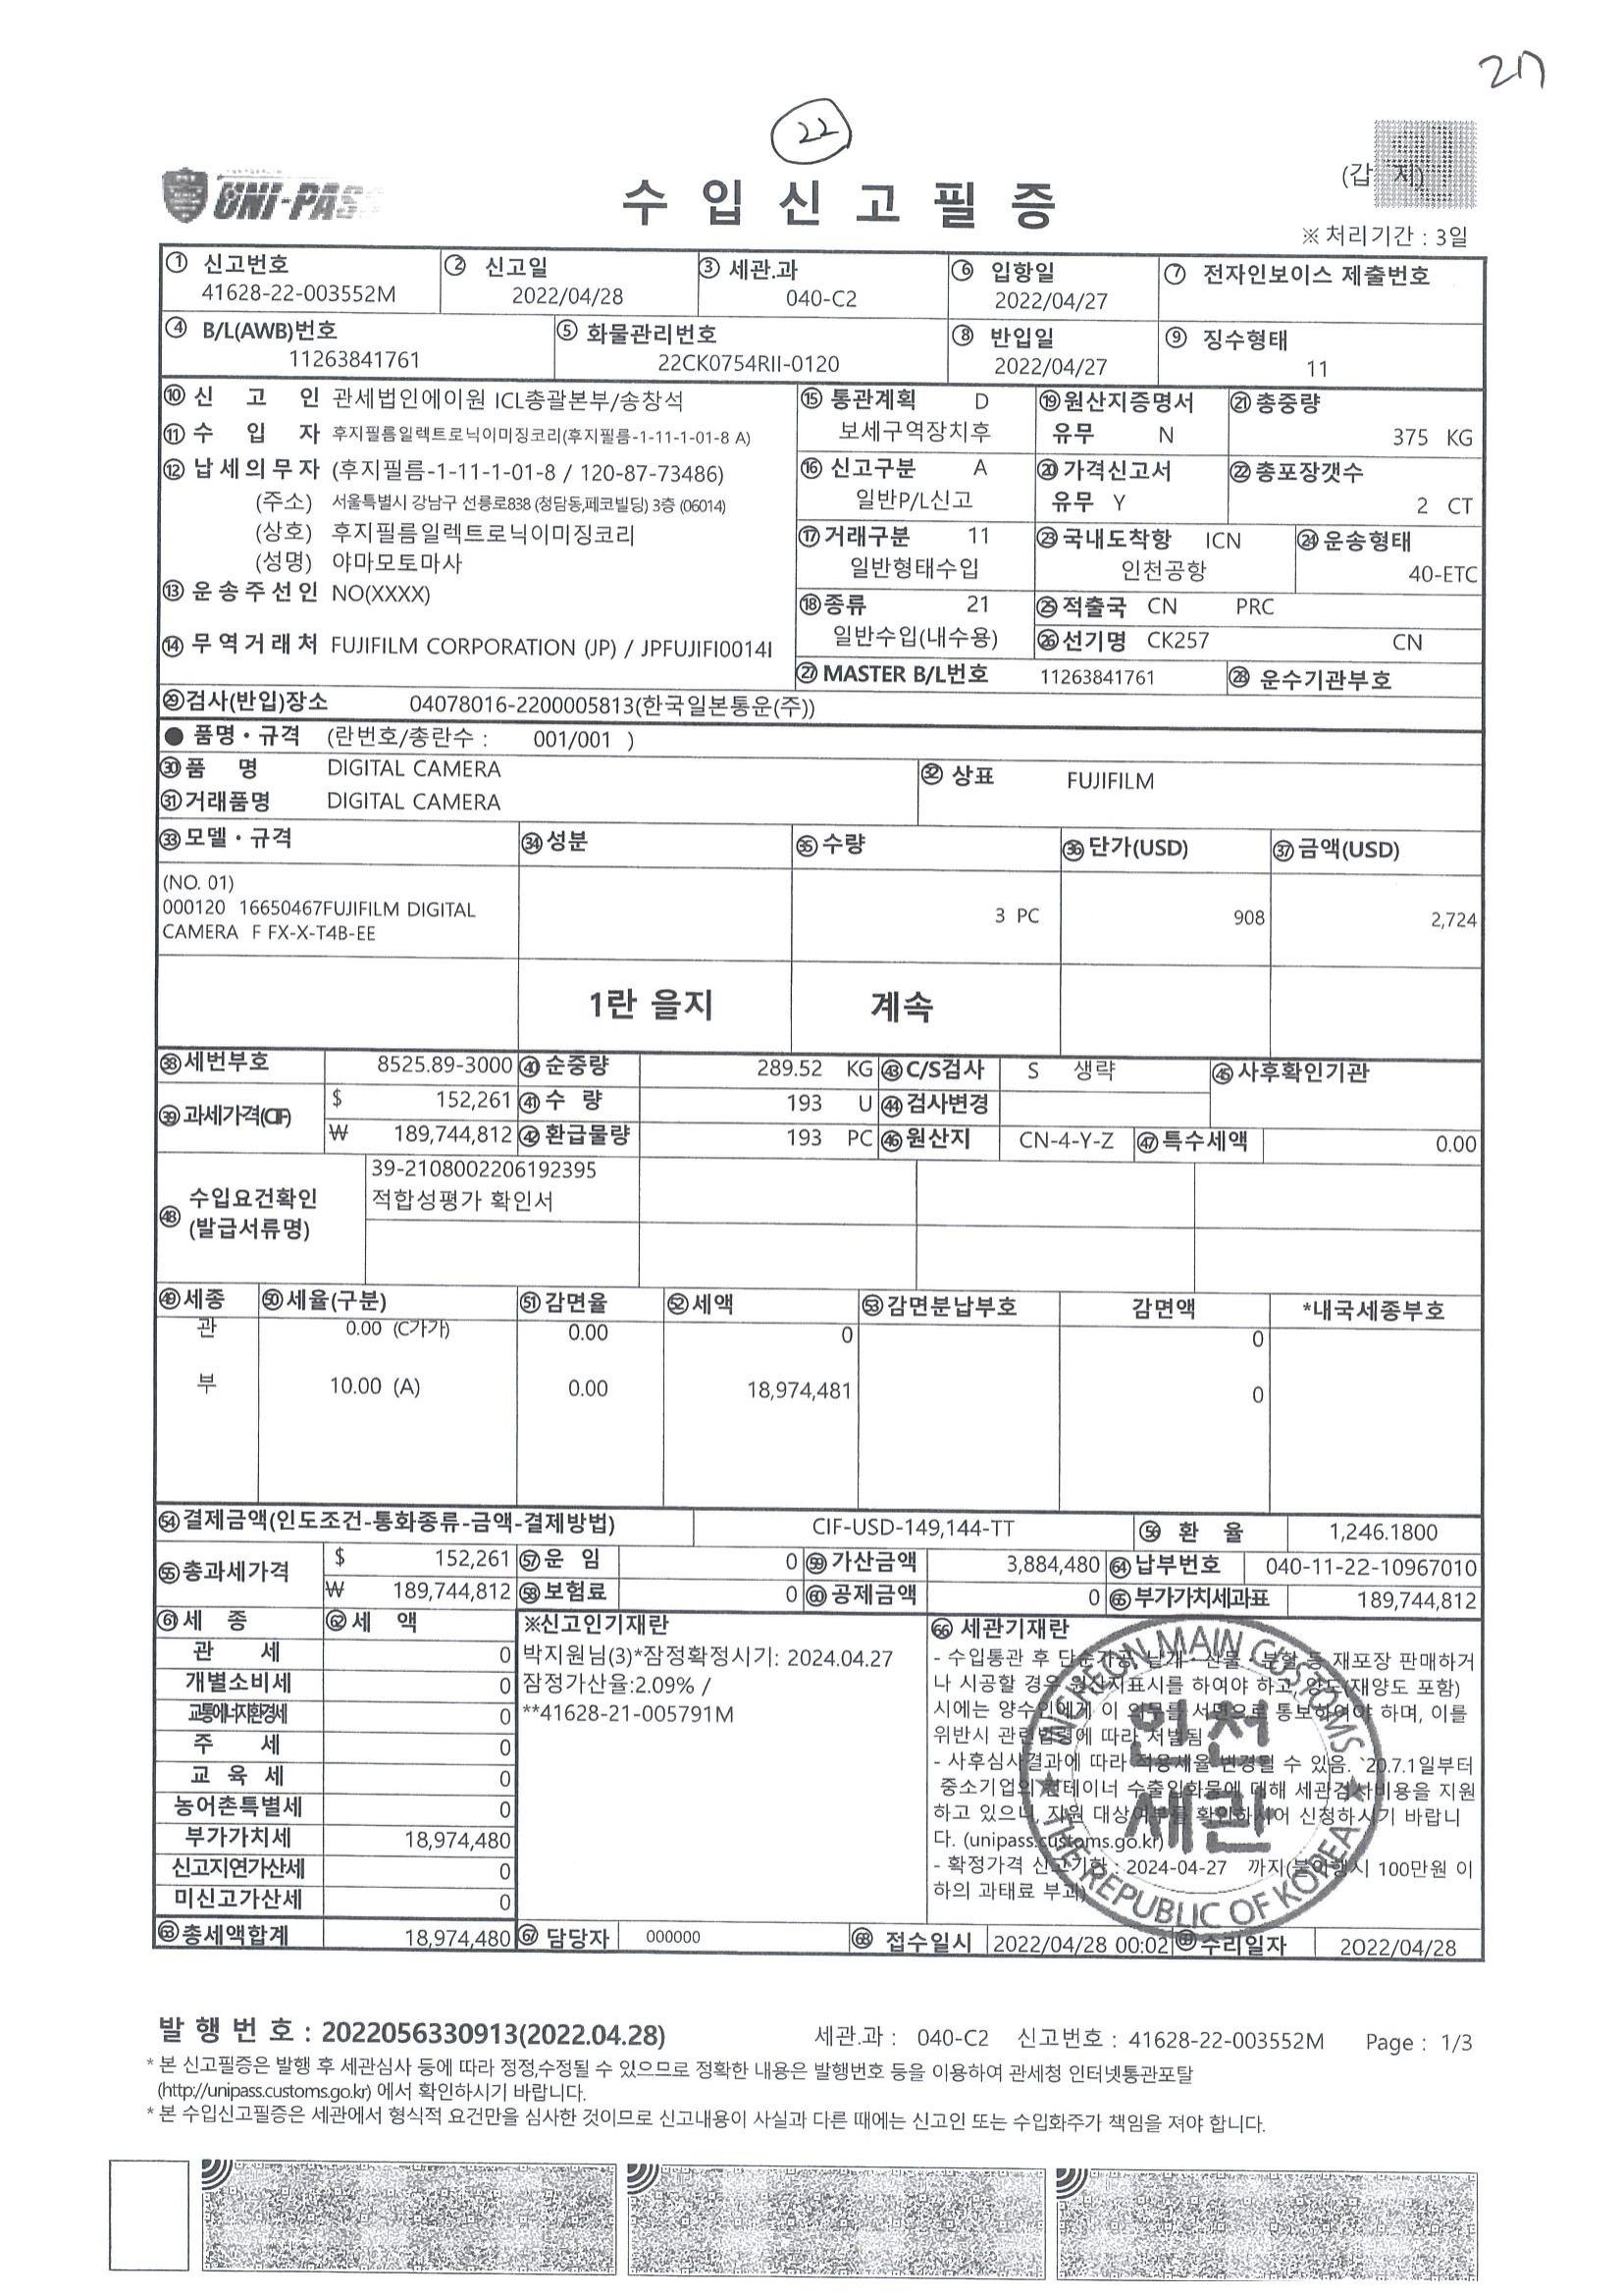 27
22
UNI-PASS
수 입 신 고 필 증
(갑 지)
※ 처리기간 : 3일
① 신고번호
41628-22-003552M
② 신고일
2022/04/28
③ 세관.과
040-C2
⑥ 입항일
2022/04/27
⑦ 전자인보이스 제출번호
④ B/L(AWB)번호
11263841761
⑤ 화물관리번호
22CK0754RII-0120
⑧ 반입일
2022/04/27
⑨ 징수형태
11
⑩ 신 고 인 관세법인에이원 ICL총괄본부/송창석
⑪ 수 입 자 후지필름일렉트로닉이미징코리(후지필름-1-11-1-01-8 A)
⑫ 납세의무자 (후지필름-1-11-1-01-8 / 120-87-73486)
(주소) 서울특별시 강남구 선릉로838 (청담동,페코빌딩) 3층 (06014)
(상호) 후지필름일렉트로닉이미징코리
(성명) 야마모토마사
⑬ 운송주선인 NO(XXXX)
⑭ 무역거래처 FUJIFILM CORPORATION (JP) / JPFUJIFI0014I
⑮ 통관계획 D
보세구역장치후
⑯ 신고구분 A
일반P/L신고
⑰ 거래구분 11
일반형태수입
⑱ 종류 21
일반수입(내수용)
⑲ 원산지증명서
유무 N
⑳ 가격신고서
유무 Y
㉑ 총중량
375 KG
㉒ 총포장갯수
2 CT
㉓ 국내도착항 ICN
인천공항
㉔ 운송형태
40-ETC
㉕ 적출국 CN PRC
㉖ 선기명 CK257 CN
㉗ MASTER B/L번호 11263841761
㉘ 운수기관부호
㉙ 검사(반입)장소 04078016-2200005813(한국일본통운(주))
● 품명・규격 (란번호/총란수 : 001/001 )
㉚ 품 명 DIGITAL CAMERA
㉛ 거래품명 DIGITAL CAMERA
㉜ 상표 FUJIFILM
㉝ 모델・규격 ㉞ 성분 ㉟ 수량 ㊱ 단가(USD) ㊲ 금액(USD)
(NO. 01)
000120 16650467FUJIFILM DIGITAL
CAMERA F FX-X-T4B-EE
3 PC 908 2,724
1란 을지 계속
㊳ 세번부호 8525.89-3000 ㊵ 순중량 289.52 KG ㊸ C/S검사 S 생략 ㊺ 사후확인기관
㊴ 과세가격(CIF) $ 152,261 ㊶ 수 량 193 U ㊹ 검사변경
₩ 189,744,812 ㊷ 환급물량 193 PC ㊻ 원산지 CN-4-Y-Z ㊼ 특수세액 0.00
㊽ 수입요건확인
(발급서류명)
39-2108002206192395
적합성평가 확인서
㊾ 세종 ㊿ 세율(구분) 51 감면율 52 세액 53 감면분납부호 감면액 *내국세종부호
관 0.00 (C가가) 0.00 0 0
부 10.00 (A) 0.00 18,974,481 0
54 결제금액(인도조건-통화종류-금액-결제방법) CIF-USD-149,144-TT 56 환 율 1,246.1800
55 총과세가격 $ 152,261 57 운 임 0 59 가산금액 3,884,480 64 납부번호 040-11-22-10967010
₩ 189,744,812 58 보험료 0 60 공제금액 0 65 부가가치세과표 189,744,812
61 세 종 62 세 액
관 세 0
개별소비세 0
교통에너지환경세 0
주 세 0
교 육 세 0
농어촌특별세 0
부가가치세 18,974,480
신고지연가산세 0
미신고가산세 0
63 총세액합계 18,974,480
※신고인기재란
박지원님(3)*잠정확정시기: 2024.04.27
잠정가산율:2.09% /
**41628-21-005791M
66 세관기재란
- 수입통관 후 단순가공, 낱개ㆍ산물ㆍ분할 등 재포장 판매하거
나 시공할 경우 원산지표시를 하여야 하고, 양도(재양도 포함)
시에는 양수인에게 이 의무를 서면으로 통보하여야 하며, 이를
위반시 관련법령에 따라 처벌됨
- 사후심사결과에 따라 적용세율 변경될 수 있음. `20.7.1일부터
중소기업의 컨테이너 수출입화물에 대해 세관검사비용을 지원
하고 있으니, 지원 대상여부를 확인하시어 신청하시기 바랍니
다. (unipass.customs.go.kr)
- 확정가격 신고기한 : 2024-04-27 까지(불이행시 100만원 이
하의 과태료 부과)
INCHEON MAIN CUSTOMS
인천
세관
THE REPUBLIC OF KOREA
67 담당자 000000 68 접수일시 2022/04/28 00:02 69 수리일자 2022/04/28
발 행 번 호 : 2022056330913(2022.04.28) 세관.과 : 040-C2 신고번호 : 41628-22-003552M Page : 1/3
* 본 신고필증은 발행 후 세관심사 등에 따라 정정,수정될 수 있으므로 정확한 내용은 발행번호 등을 이용하여 관세청 인터넷통관포탈
(http://unipass.customs.go.kr) 에서 확인하시기 바랍니다.
* 본 수입신고필증은 세관에서 형식적 요건만을 심사한 것이므로 신고내용이 사실과 다른 때에는 신고인 또는 수입화주가 책임을 져야 합니다.